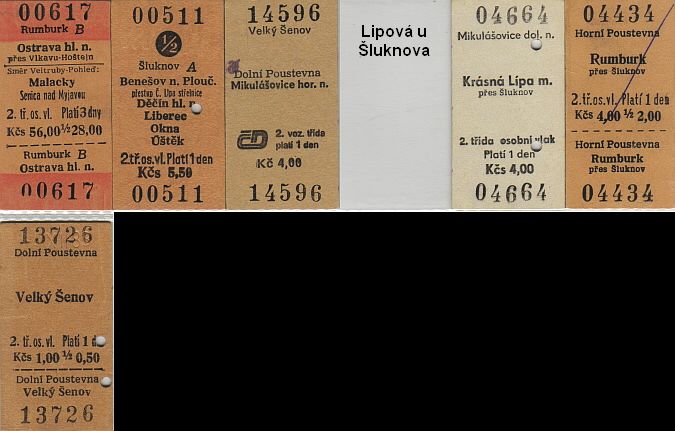 00617
Rumburk B
Ostrava hl. n.
přes Vlkavu-Hoštejn
Směr Veltruby-Pohleď:
Malacky
Senica nad Myjavou
2. tř. os. vl. Platí 3 dny
Kčs 56,00 ½ 28,00
Rumburk B
Ostrava hl. n.
00617
00511
1/2
Šluknov A
Benešov n. Plouč.
přestup Č. Lípa střelnice
Děčín hl. n.
Liberec
Okna
Úštěk
2.tř.os.vl. Platí 1 den
Kčs 5,50
00511
14596
Velký Šenov
Dolní Poustevna
Mikulášovice hor. n.
ČD
2. voz. třída
platí 1 den
Kč 4,00
14596
Lipová u
Šluknova
04664
Mikulášovice dol. n.
Krásná Lípa m.
přes Šluknov
2. třída osobní vlak
Platí 1 den
Kčs 4,00
04664
04434
Horní Poustevna
Rumburk
přes Šluknov
2. tř. os. vl. Platí 1 den
Kčs 4,00 ½ 2,00
Horní Poustevna
Rumburk
přes Šluknov
04434
13726
Dolní Poustevna
Velký Šenov
2. tř. os. vl. Platí 1 d
Kčs 1,00 ½ 0,50
Dolní Poustevna
Velký Šenov
13726